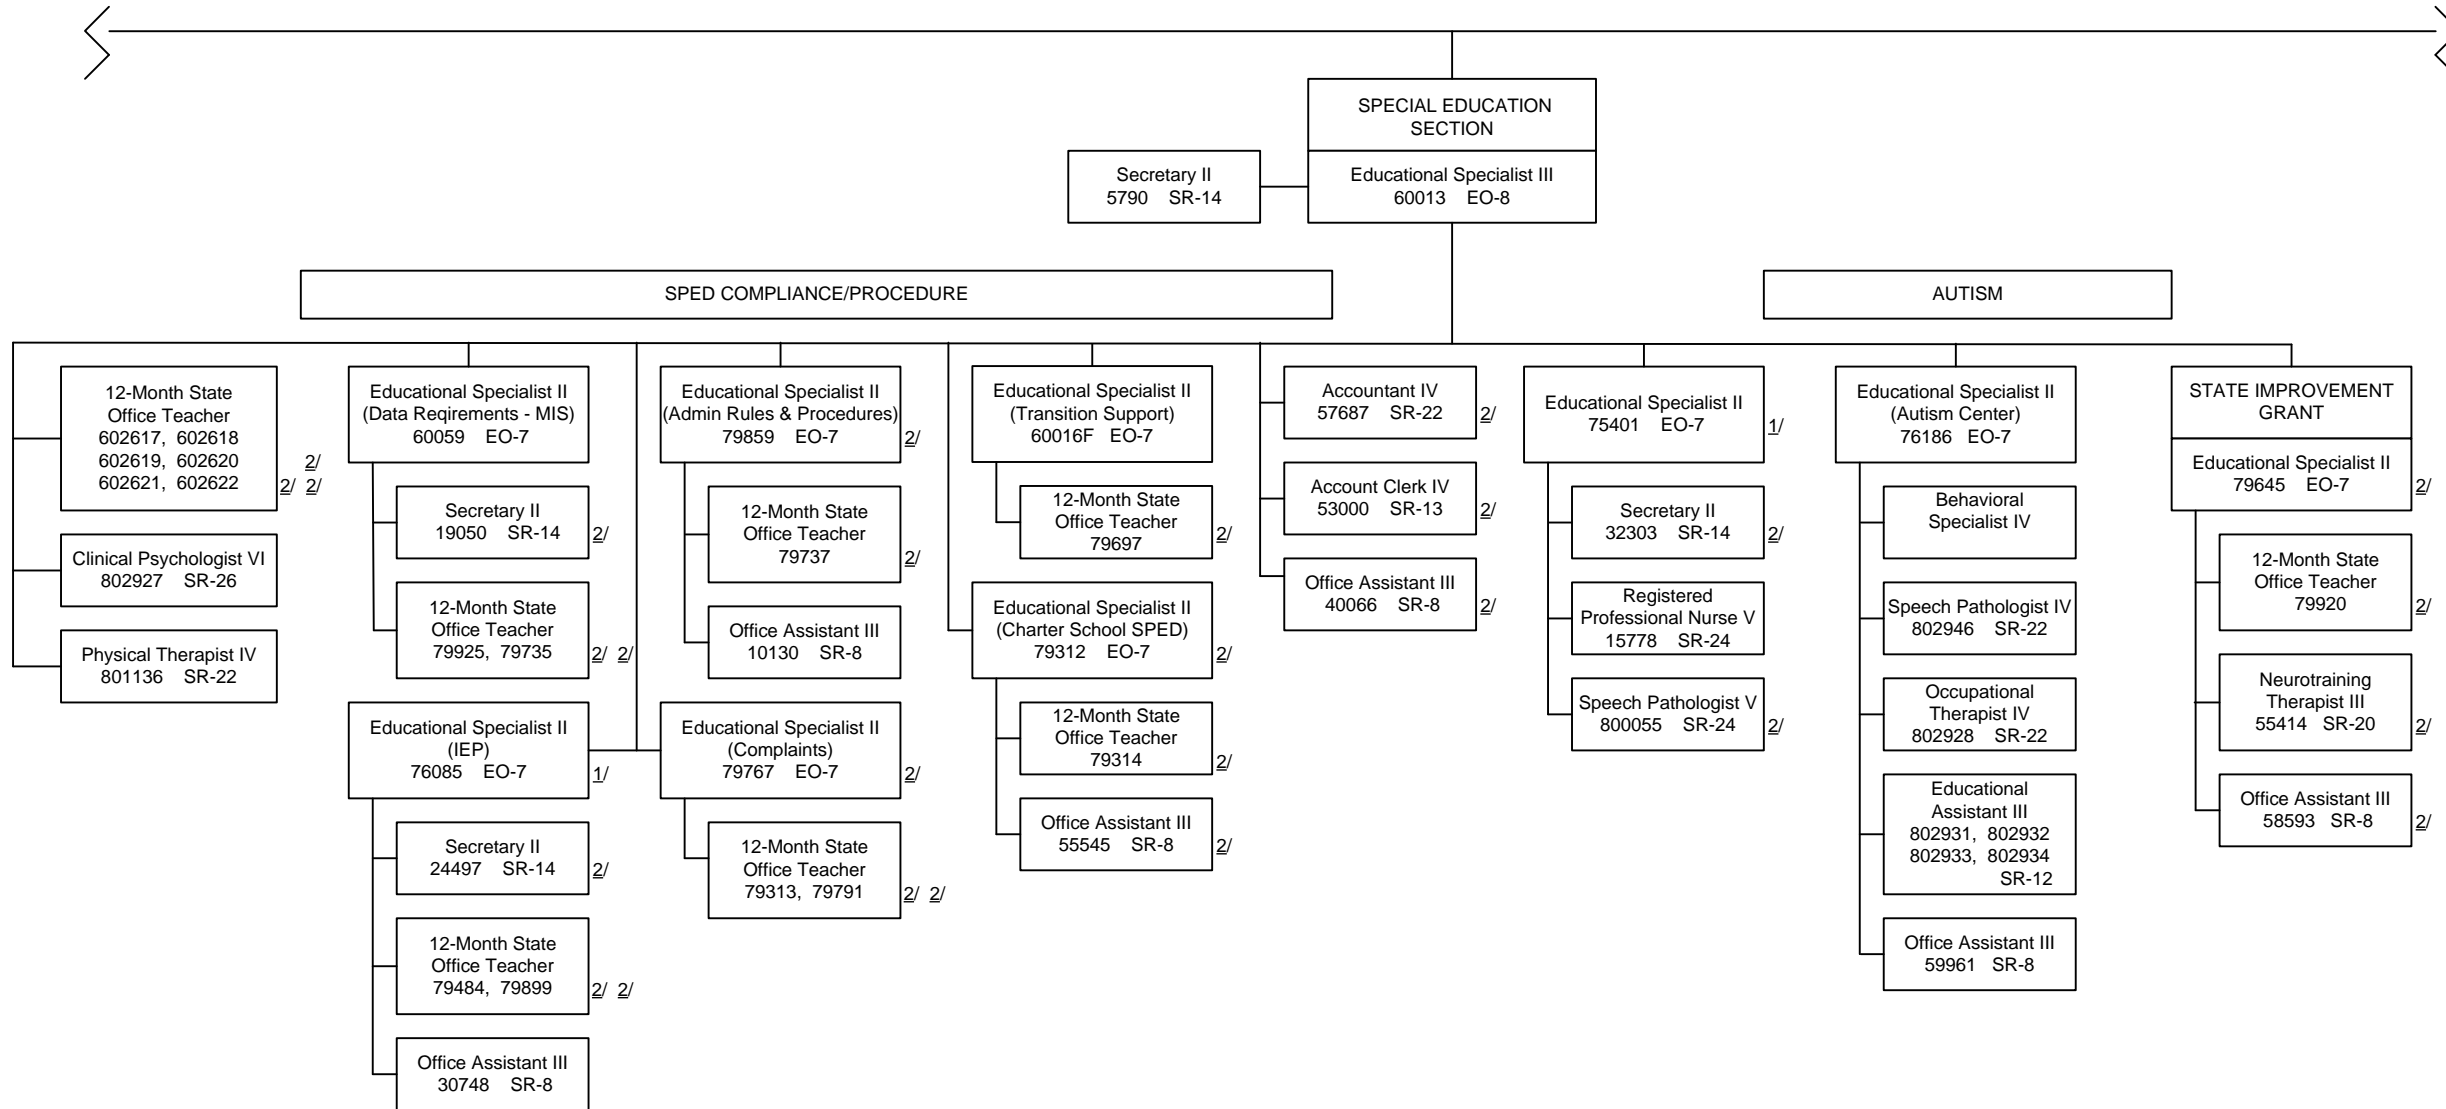 SPECIAL EDUCATION
SECTION
Secretary II
5790 SR-14
Educational Specialist III
60013 EO-8
SPED COMPLIANCE/PROCEDURE
AUTISM
12-Month State
Office Teacher
602617, 602618
602619, 602620 2/
602621, 602622 2/ 2/
Clinical Psychologist VI
802927 SR-26
Physical Therapist IV
801136 SR-22
Educational Specialist II
(Data Reqirements - MIS)
60059 EO-7
Secretary II
19050 SR-14 2/
12-Month State
Office Teacher
79925, 79735 2/ 2/
Educational Specialist II
(IEP)
76085 EO-7 1/
Secretary II
24497 SR-14 2/
12-Month State
Office Teacher
79484, 79899 2/ 2/
Office Assistant III
30748 SR-8
Educational Specialist II
(Admin Rules & Procedures)
79859 EO-7 2/
12-Month State
Office Teacher
79737 2/
Office Assistant III
10130 SR-8
Educational Specialist II
(Complaints)
79767 EO-7 2/
12-Month State
Office Teacher
79313, 79791 2/ 2/
Educational Specialist II
(Transition Support)
60016F EO-7
12-Month State
Office Teacher
79697 2/
Educational Specialist II
(Charter School SPED)
79312 EO-7 2/
12-Month State
Office Teacher
79314 2/
Office Assistant III
55545 SR-8 2/
Accountant IV
57687 SR-22 2/
Account Clerk IV
53000 SR-13 2/
Office Assistant III
40066 SR-8 2/
Educational Specialist II
75401 EO-7 1/
Secretary II
32303 SR-14 2/
Registered
Professional Nurse V
15778 SR-24
Speech Pathologist V
800055 SR-24 2/
Educational Specialist II
(Autism Center)
76186 EO-7
Behavioral
Specialist IV
Speech Pathologist IV
802946 SR-22
Occupational
Therapist IV
802928 SR-22
Educational
Assistant III
802931, 802932
802933, 802934
SR-12
Office Assistant III
59961 SR-8
STATE IMPROVEMENT
GRANT
Educational Specialist II
79645 EO-7 2/
12-Month State
Office Teacher
79920 2/
Neurotraining
Therapist III
55414 SR-20 2/
Office Assistant III
58593 SR-8 2/